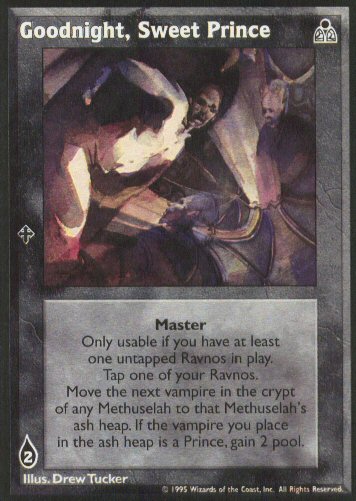 Goodnight, Sweet Prince
Master
Only usable if you have at least
one untapped Ravnos in play.
Tap one of your Ravnos.
Move the next vampire in the crypt
of any Methuselah to that Methuselah's
ash heap. If the vampire you place
in the ash heap is a Prince, gain 2 pool.
2
Illus. Drew Tucker
© 1995 Wizards of the Coast, Inc. All Rights Reserved.